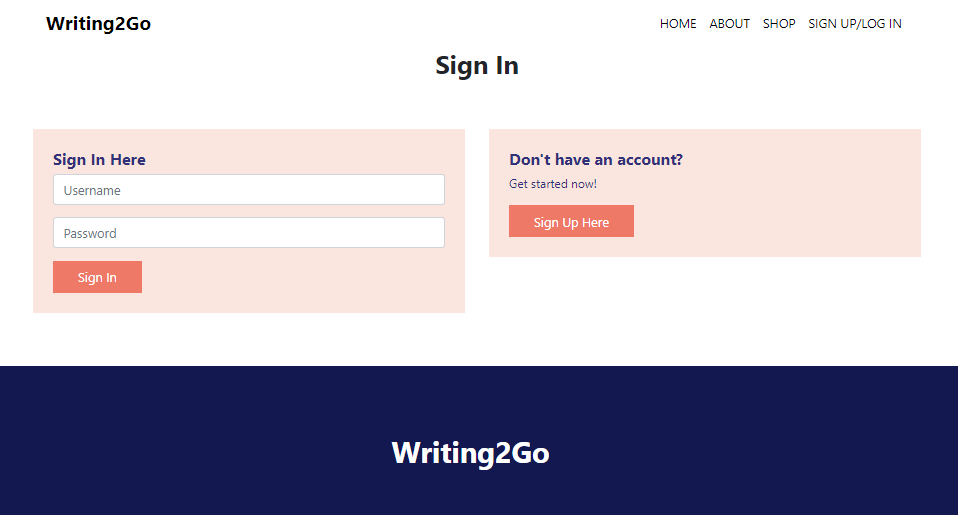 Writing2Go
HOME ABOUT SHOP SIGN UP/LOG IN
Sign In
Sign In Here
Username
Password
Sign In
Don't have an account?
Get started now!
Sign Up Here
Writing2Go